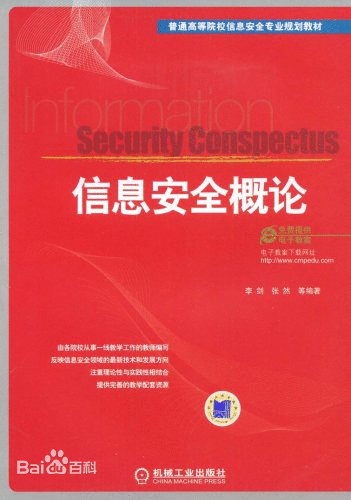 普通高等院校信息安全专业规划教材
Information
Security Conspectus
信息安全概论
免费提供
电子教案
电子教案下载网址
http://www.cmpedu.com
李 剑 张 然 等编著
由各院校从事一线教学工作的教师编写
反映信息安全领域的最新技术和发展方向
注重理论性与实践性相结合
提供完善的教学配套资源
机械工业出版社
CHINA MACHINE PRESS
Bai百科